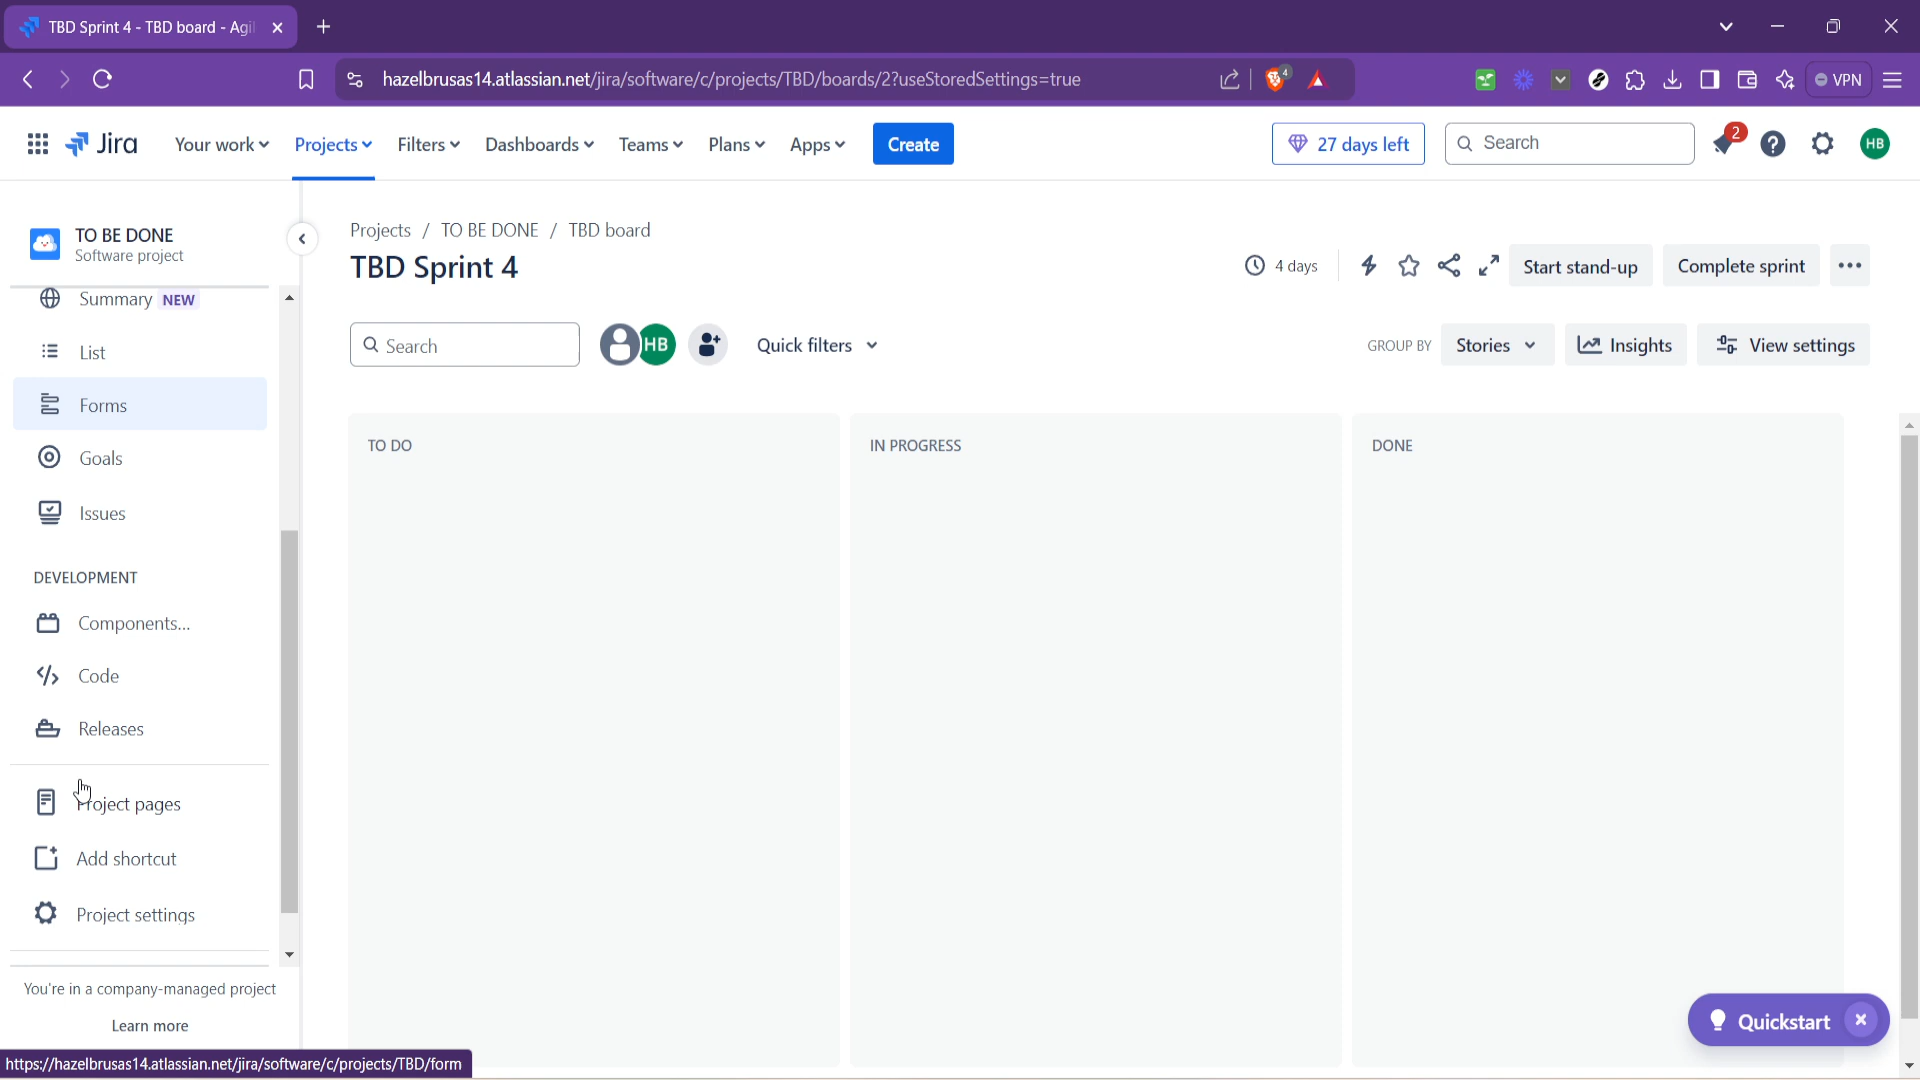 TBD Sprint 4 - TBD board - Agil
hazelbrusas14.atlassian.net/jira/software/c/projects/TBD/boards/2?useStoredSettings=true
4
VPN
Jira
Your work
Projects
Filters
Dashboards
Teams
Plans
Apps
Create
27 days left
Search
2
HB
TO BE DONE
Software project
Projects / TO BE DONE / TBD board
TBD Sprint 4
4 days
Start stand-up
Complete sprint
Search
HB
Quick filters
GROUP BY
Stories
Insights
View settings
Summary NEW
List
Forms
Goals
Issues
DEVELOPMENT
Components...
Code
Releases
Project pages
Add shortcut
Project settings
You're in a company-managed project
Learn more
TO DO
IN PROGRESS
DONE
Quickstart
https://hazelbrusas14.atlassian.net/jira/software/c/projects/TBD/form